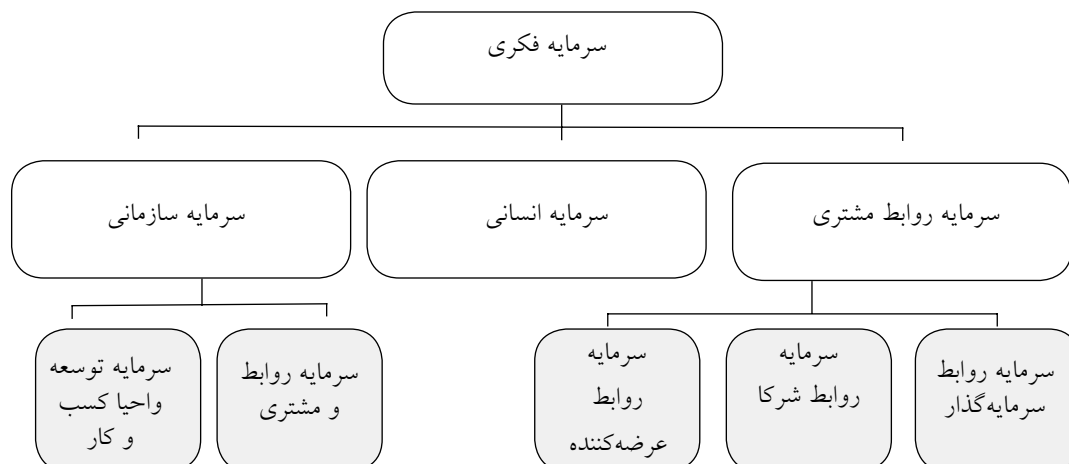 سرمایه فکری
سرمایه روابط مشتری
سرمایه انسانی
سرمایه سازمانی
سرمایه روابط
سرمایه‌گذار
سرمایه
روابط شرکا
سرمایه
روابط
عرضه‌کننده
سرمایه روابط
و مشتری
سرمایه توسعه
واحیا کسب
و کار